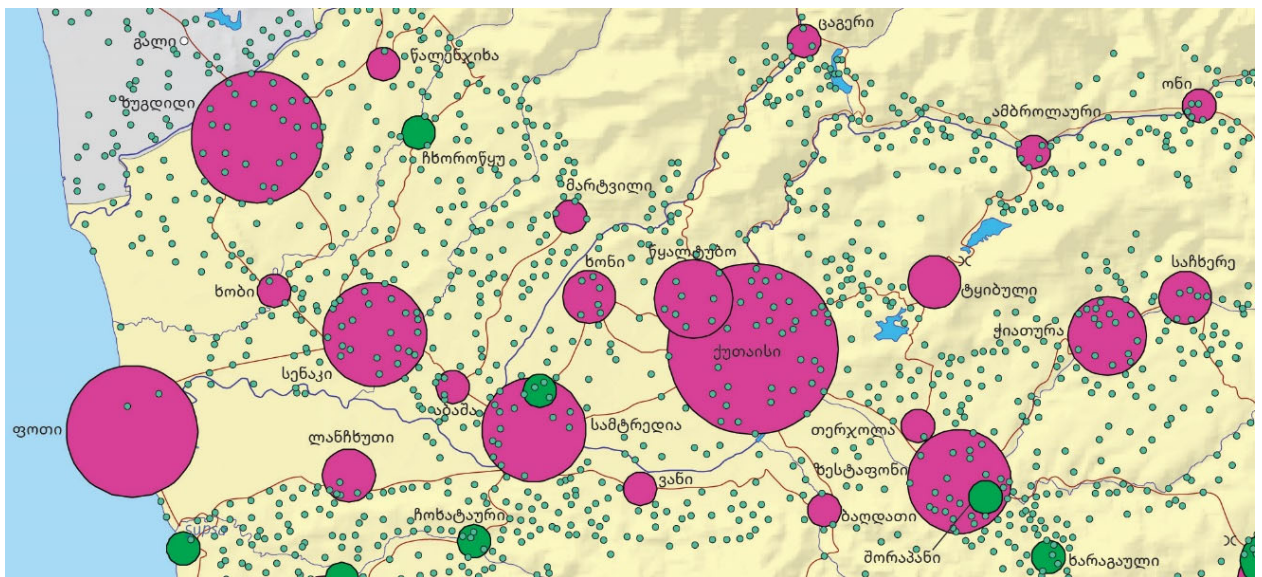 ცაგერი
გალი
წალენჯიხა
ონი
ზუგდიდი
ამბროლაური
ჩხოროწყუ
მარტვილი
ხონი
წყალტუბო
საჩხერე
ხობი
ტყიბული
ჭიათურა
ქუთაისი
სენაკი
აბაშა
ფოთი
სამტრედია
თერჯოლა
ლანჩხუთი
ზესტაფონი
ვანი
ჩოხატაური
ბაღდათი
Supsa
შორაპანი
ხარაგაული